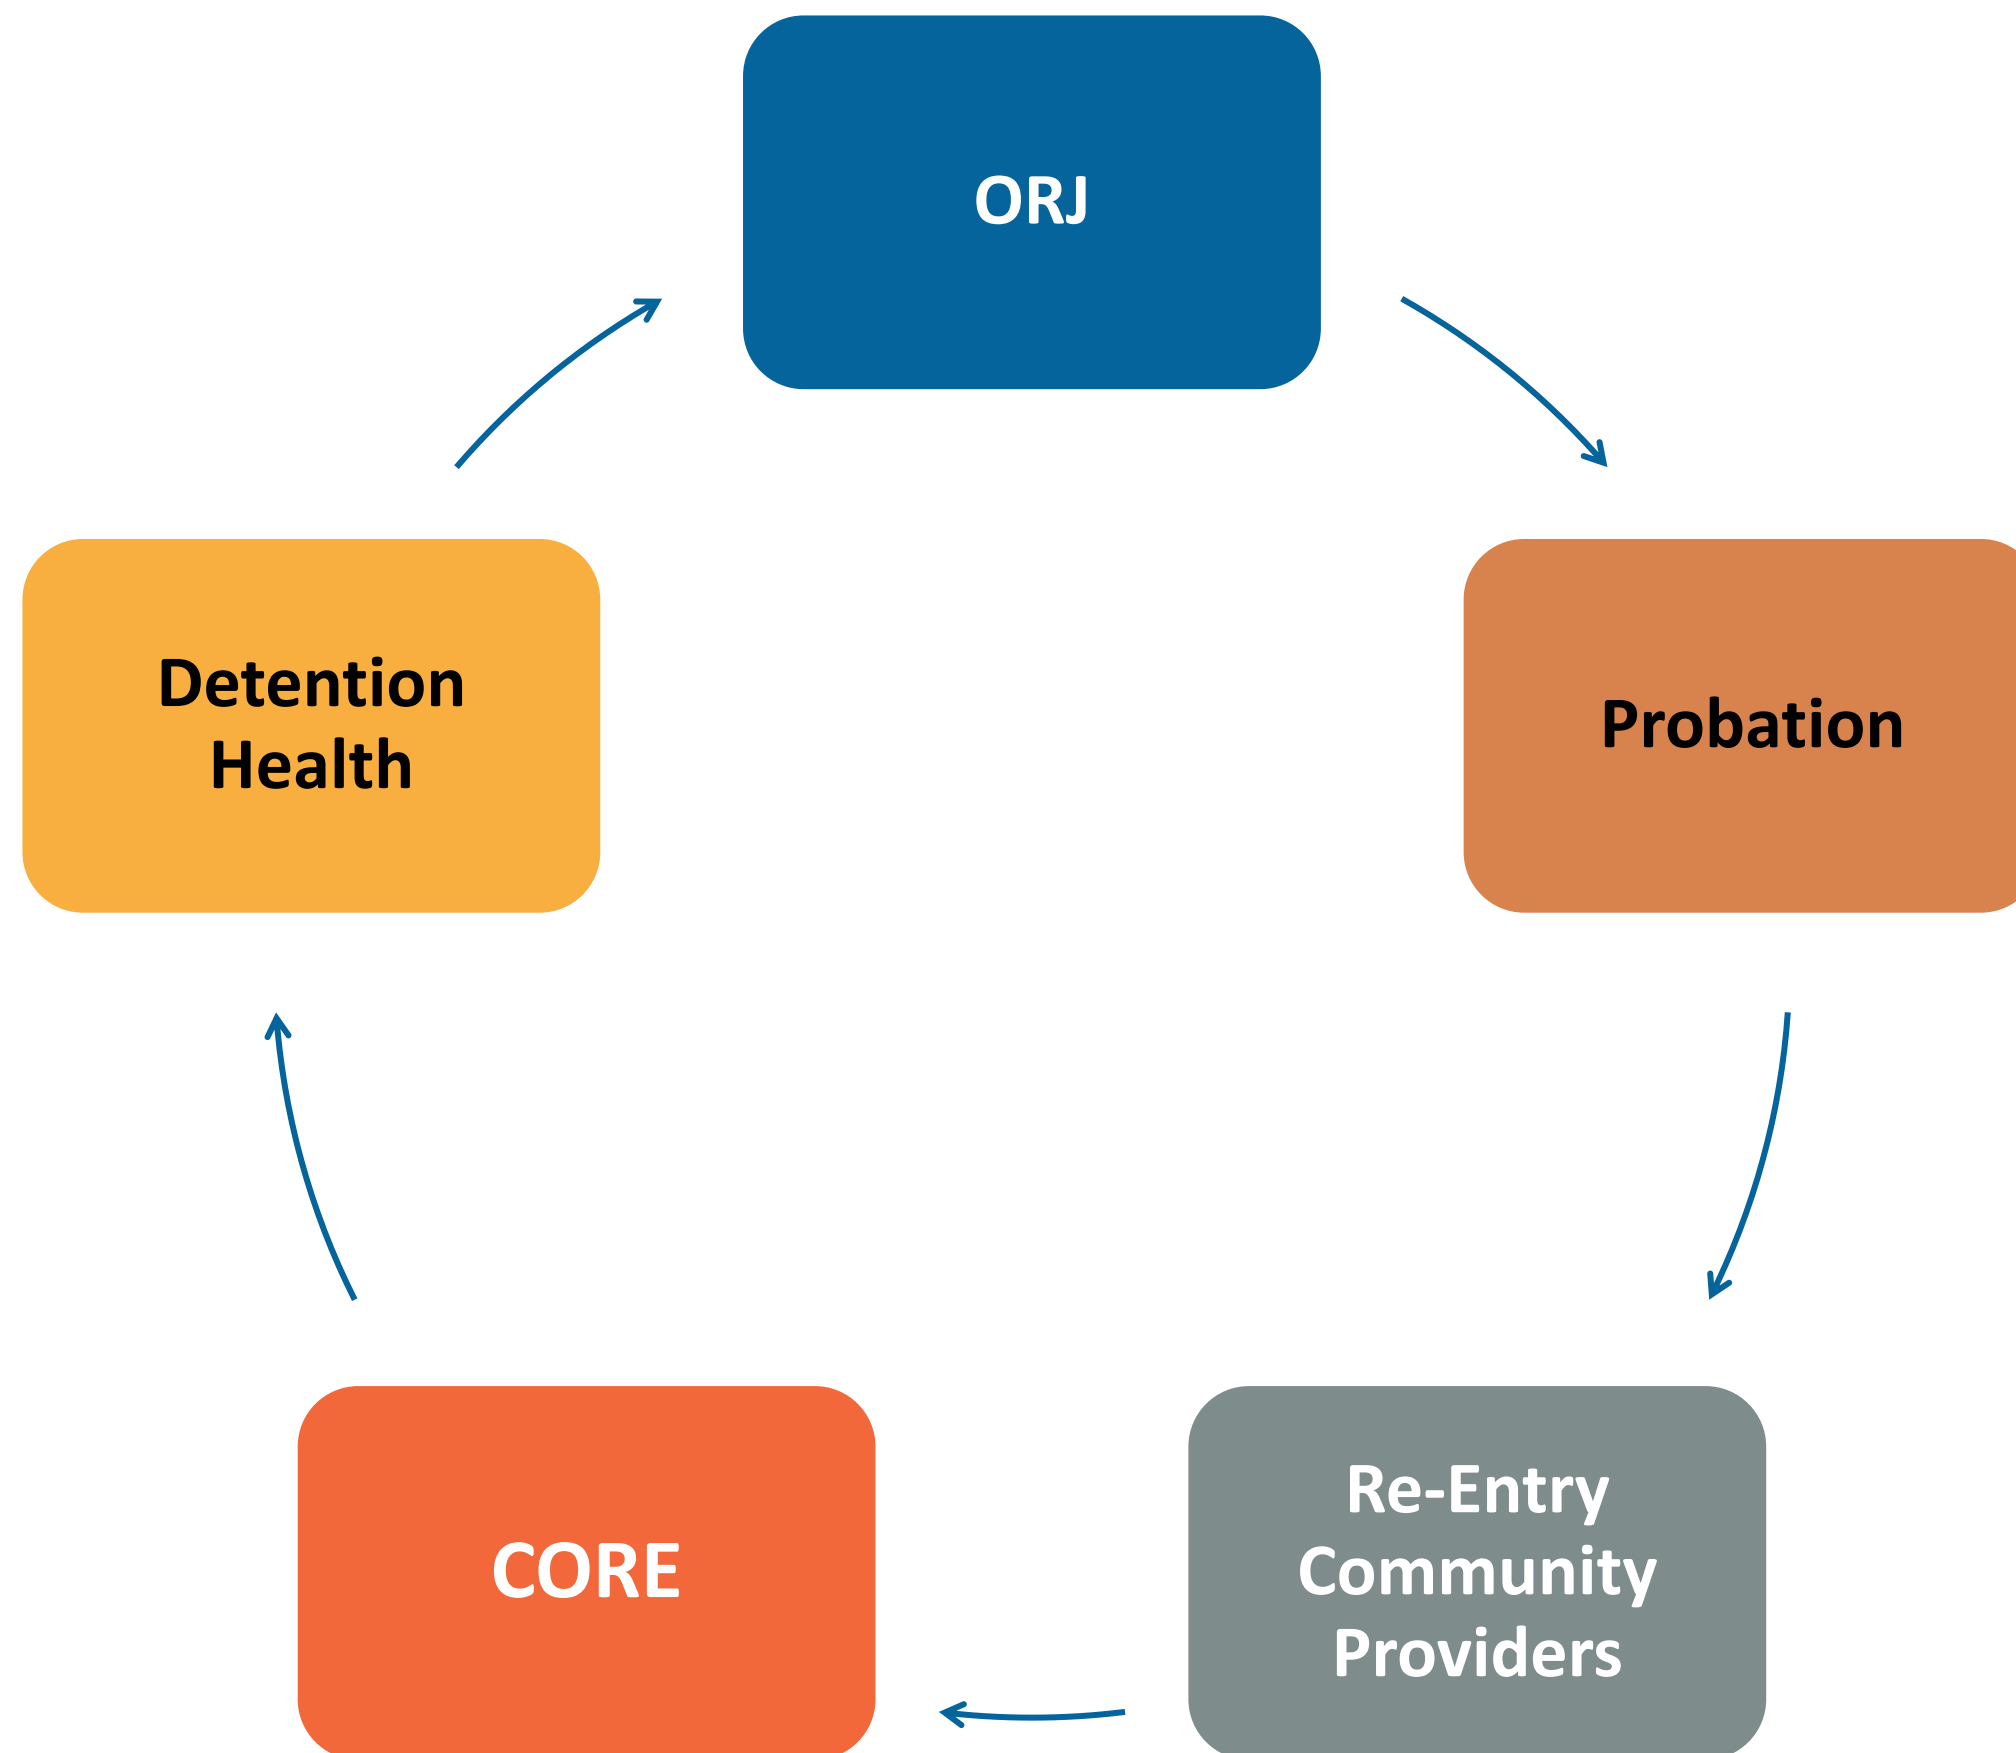 ORJ
Detention
Health
Probation
Re-Entry
Community
Providers
CORE